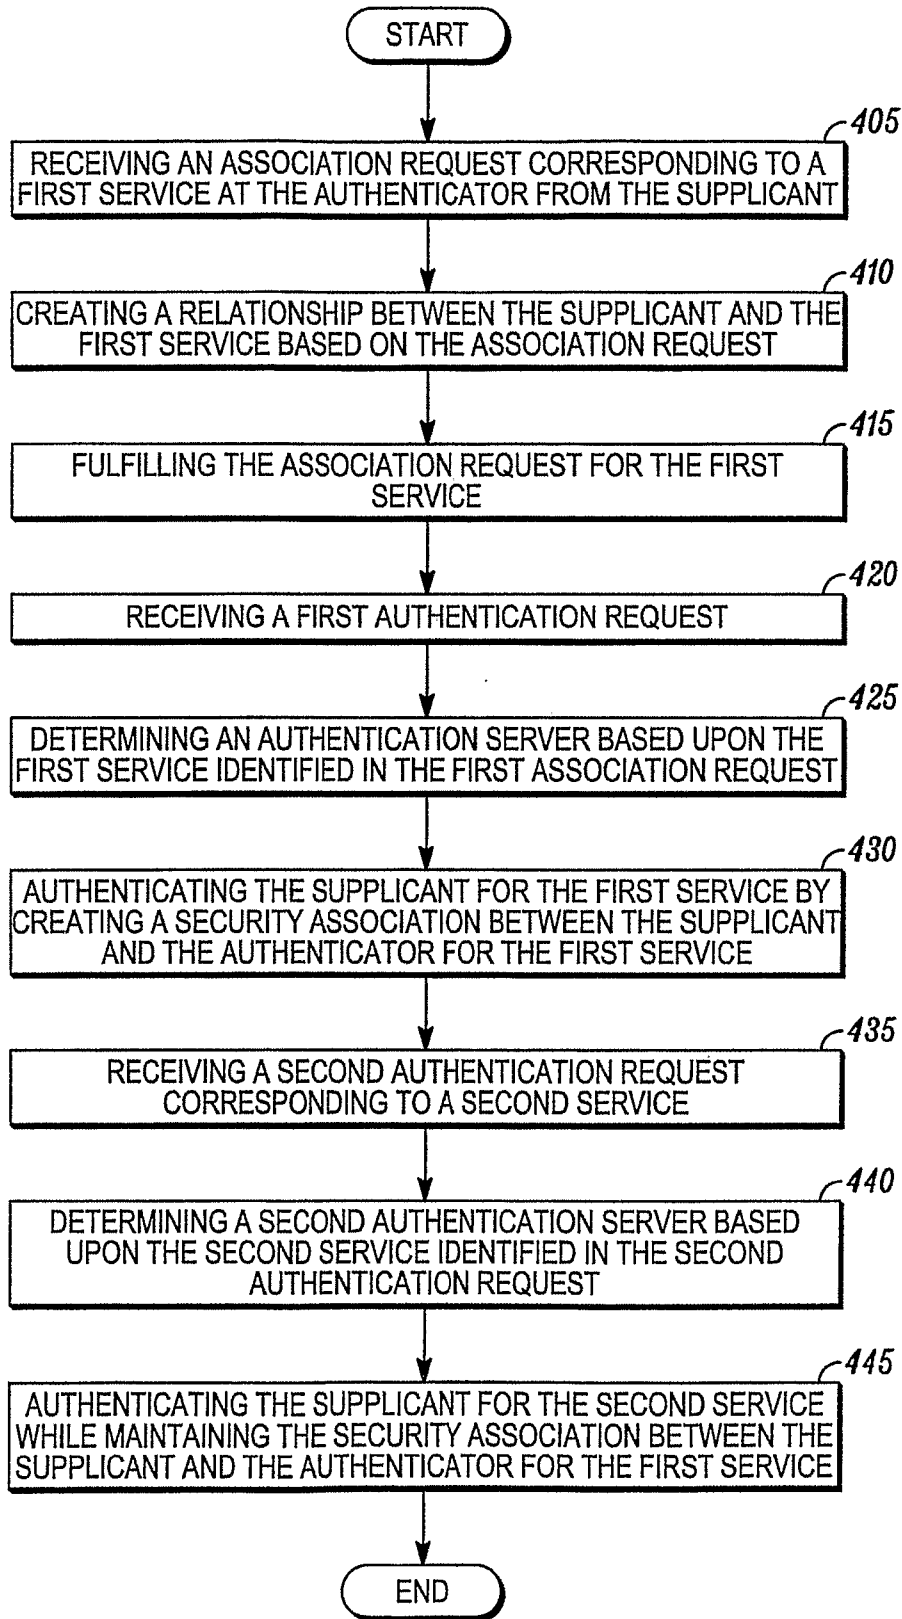 START
405
RECEIVING AN ASSOCIATION REQUEST CORRESPONDING TO A
FIRST SERVICE AT THE AUTHENTICATOR FROM THE SUPPLICANT
410
CREATING A RELATIONSHIP BETWEEN THE SUPPLICANT AND THE
FIRST SERVICE BASED ON THE ASSOCIATION REQUEST
415
FULFILLING THE ASSOCIATION REQUEST FOR THE FIRST
SERVICE
420
RECEIVING A FIRST AUTHENTICATION REQUEST
425
DETERMINING AN AUTHENTICATION SERVER BASED UPON THE
FIRST SERVICE IDENTIFIED IN THE FIRST ASSOCIATION REQUEST
430
AUTHENTICATING THE SUPPLICANT FOR THE FIRST SERVICE BY
CREATING A SECURITY ASSOCIATION BETWEEN THE SUPPLICANT
AND THE AUTHENTICATOR FOR THE FIRST SERVICE
435
RECEIVING A SECOND AUTHENTICATION REQUEST
CORRESPONDING TO A SECOND SERVICE
440
DETERMINING A SECOND AUTHENTICATION SERVER BASED
UPON THE SECOND SERVICE IDENTIFIED IN THE SECOND
AUTHENTICATION REQUEST
445
AUTHENTICATING THE SUPPLICANT FOR THE SECOND SERVICE
WHILE MAINTAINING THE SECURITY ASSOCIATION BETWEEN THE
SUPPLICANT AND THE AUTHENTICATOR FOR THE FIRST SERVICE
END